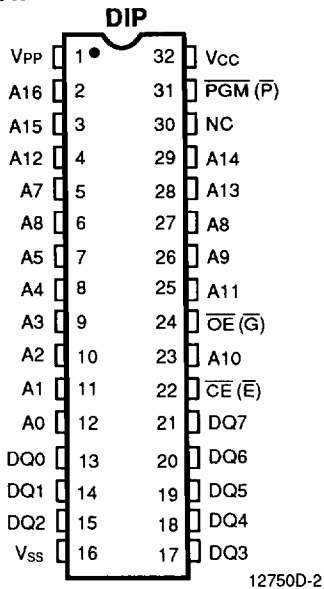 DIP
VPP 1 32 VCC
A16 2 31 PGM (P)
A15 3 30 NC
A12 4 29 A14
A7 5 28 A13
A8 6 27 A8
A5 7 26 A9
A4 8 25 A11
A3 9 24 OE (G)
A2 10 23 A10
A1 11 22 CE (E)
A0 12 21 DQ7
DQ0 13 20 DQ6
DQ1 14 19 DQ5
DQ2 15 18 DQ4
VSS 16 17 DQ3
12750D-2